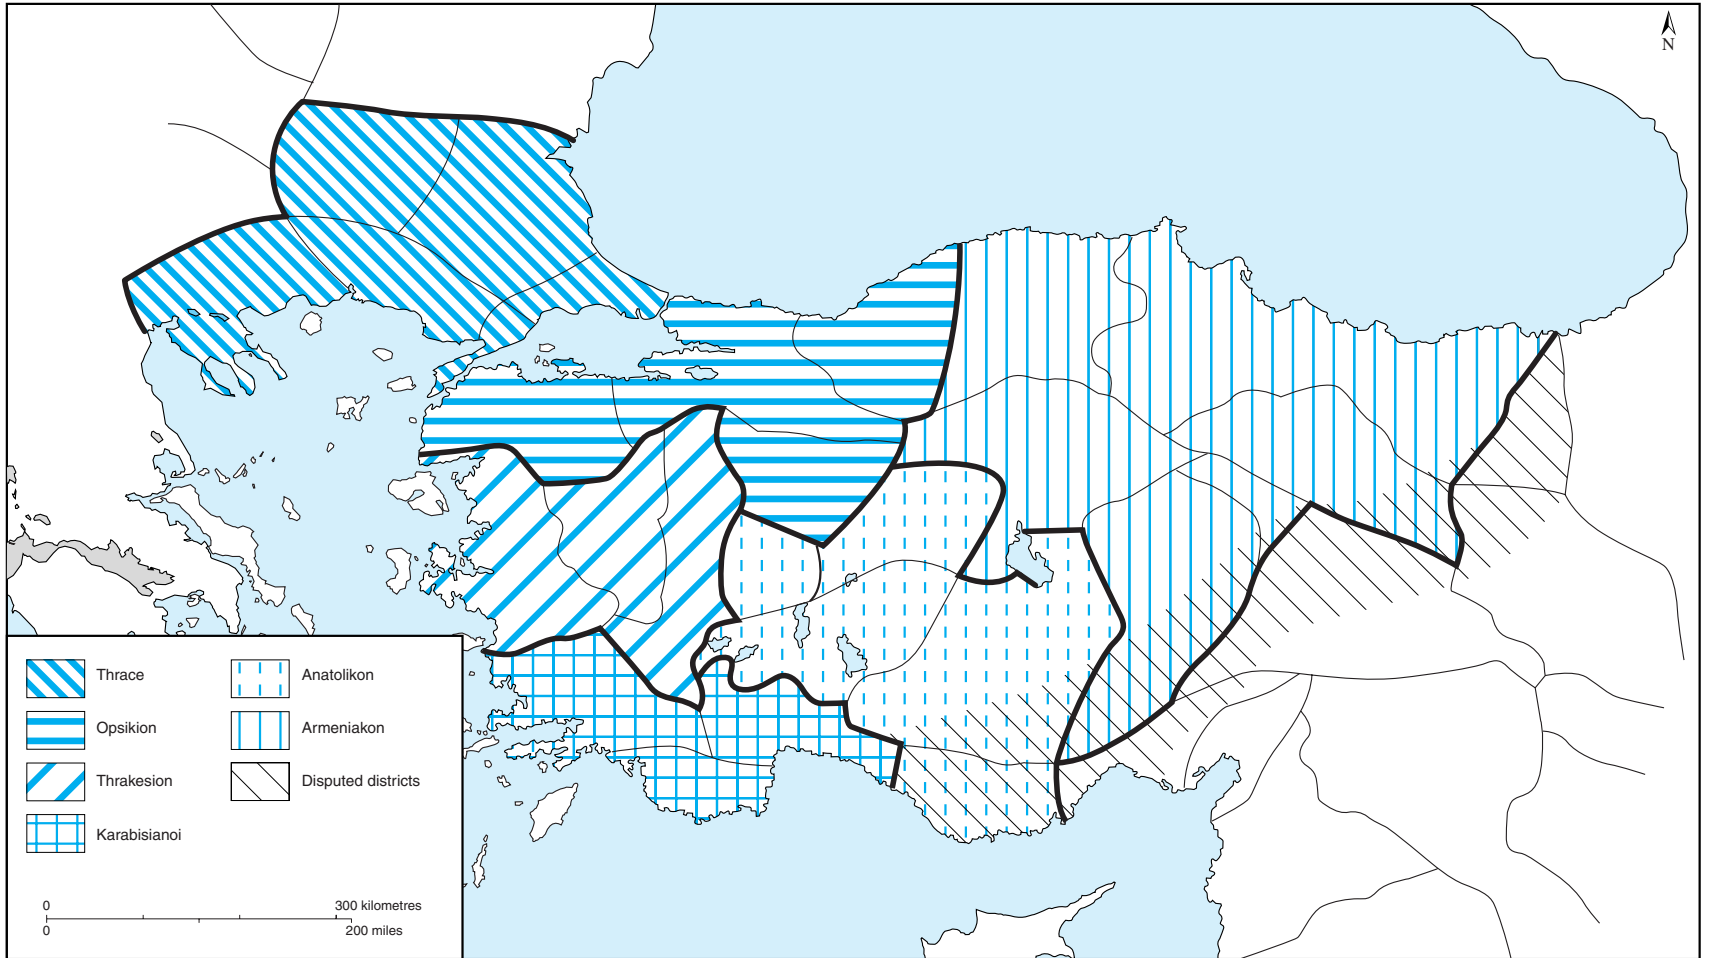 N
Thrace
Anatolikon
Opsikion
Armeniakon
Thrakesion
Disputed districts
Karabisianoi
0 300 kilometres
0 200 miles